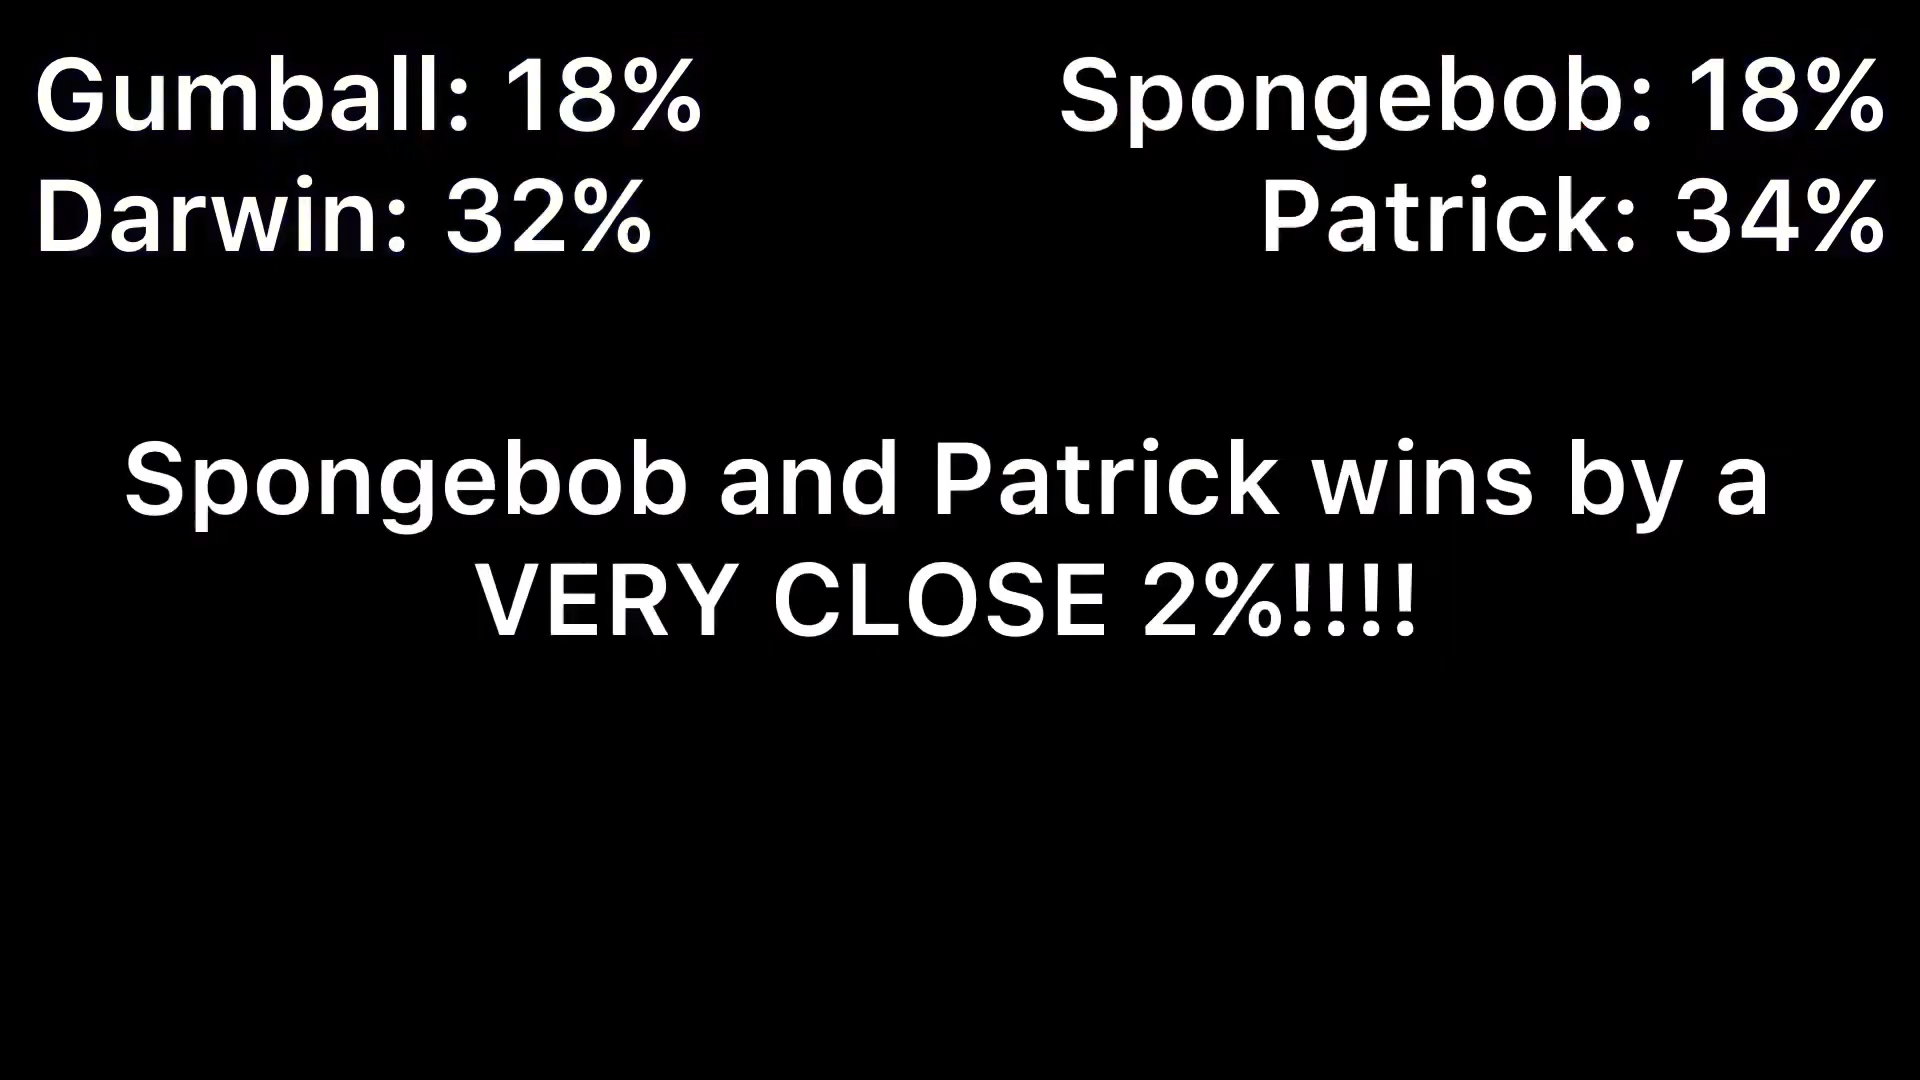 Gumball: 18%
Darwin: 32%
Spongebob: 18%
Patrick: 34%
Spongebob and Patrick wins by a
VERY CLOSE 2%!!!!